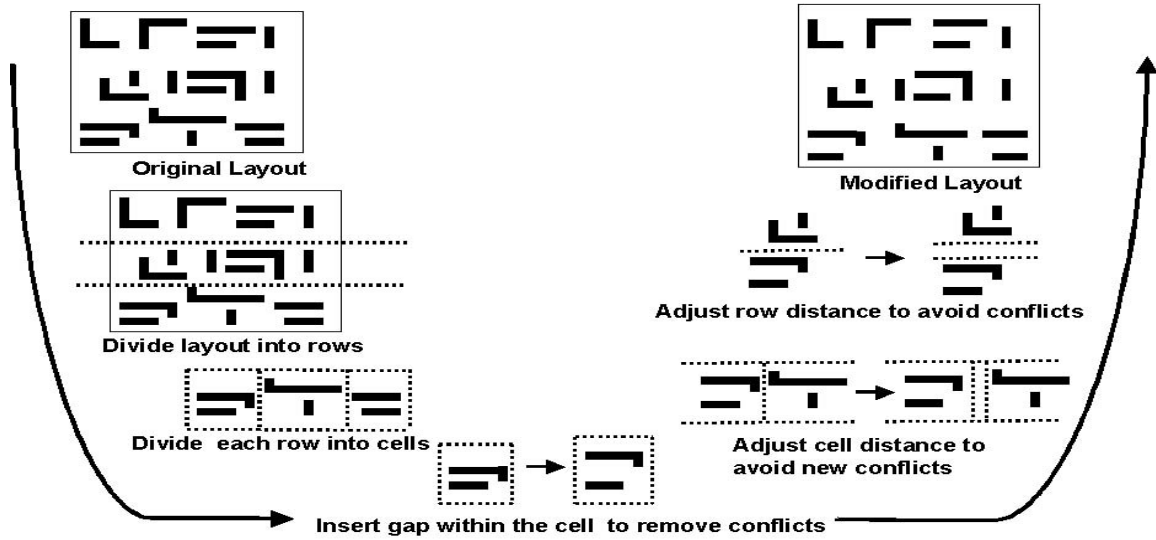 Original Layout
Divide layout into rows
Divide each row into cells
Insert gap within the cell to remove conflicts
Adjust cell distance to
avoid new conflicts
Adjust row distance to avoid conflicts
Modified Layout